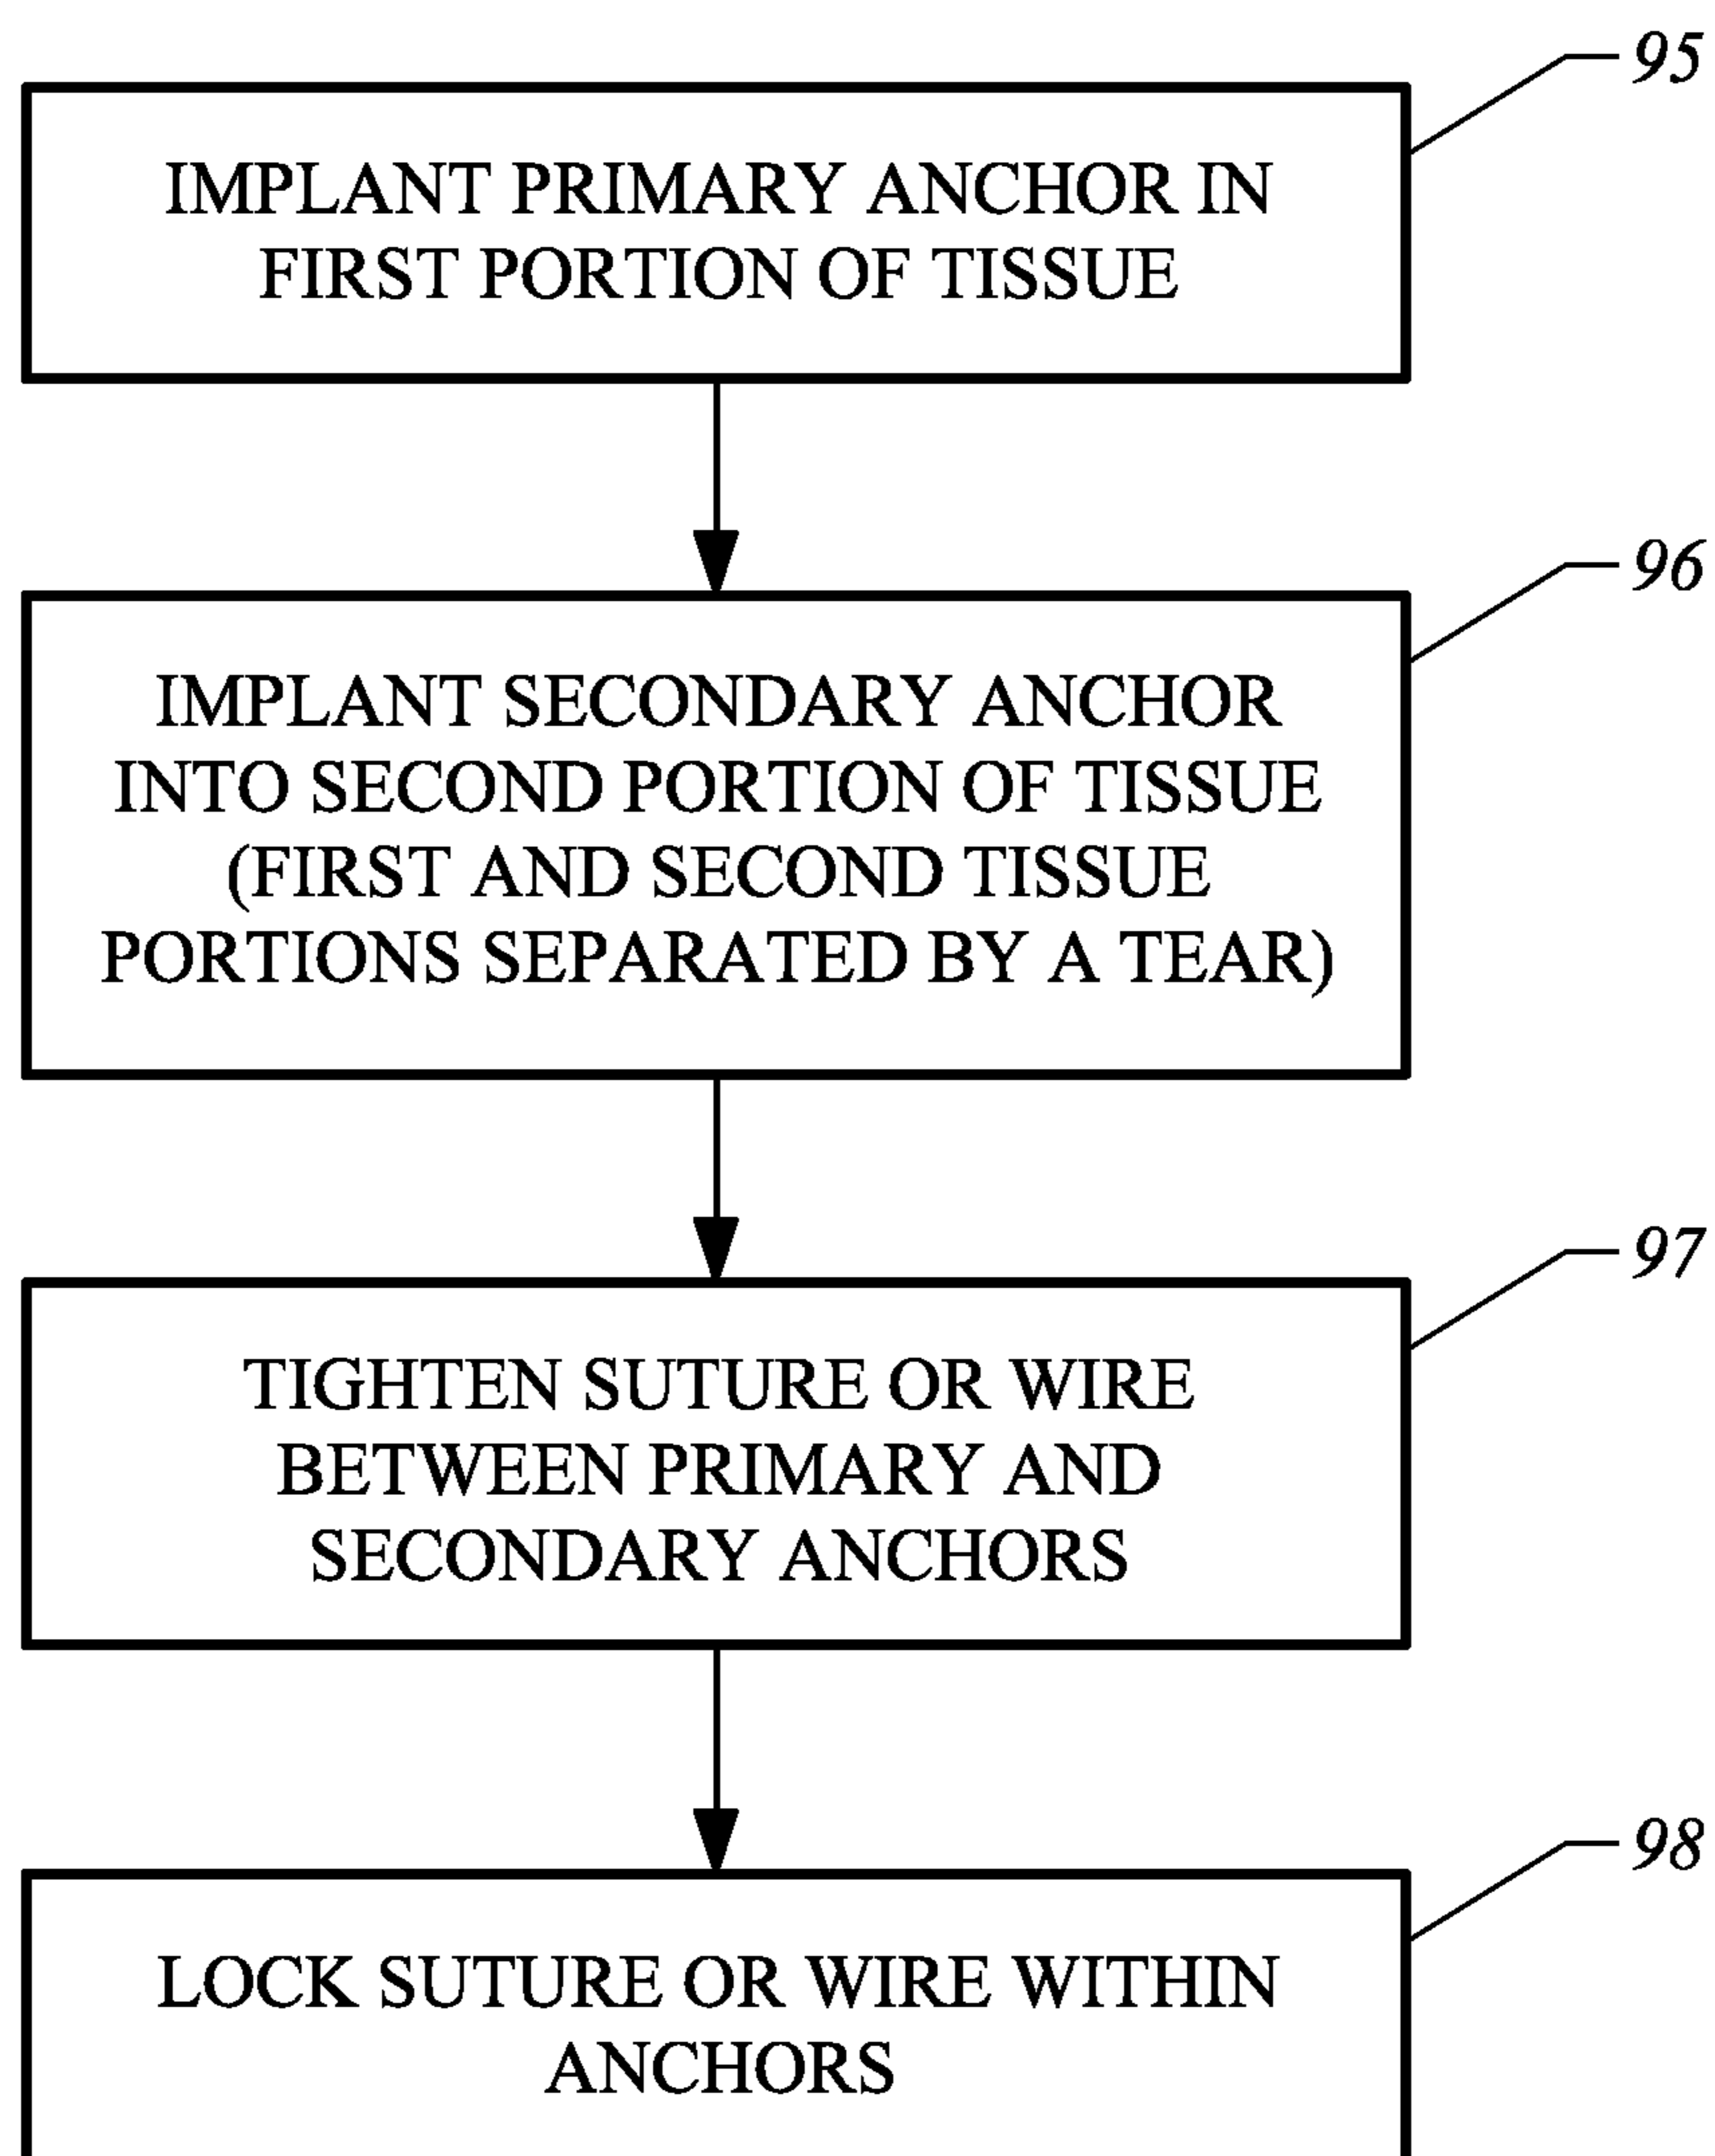 95
IMPLANT PRIMARY ANCHOR IN
FIRST PORTION OF TISSUE
96
IMPLANT SECONDARY ANCHOR
INTO SECOND PORTION OF TISSUE
(FIRST AND SECOND TISSUE
PORTIONS SEPARATED BY A TEAR)
97
TIGHTEN SUTURE OR WIRE
BETWEEN PRIMARY AND
SECONDARY ANCHORS
98
LOCK SUTURE OR WIRE WITHIN
ANCHORS